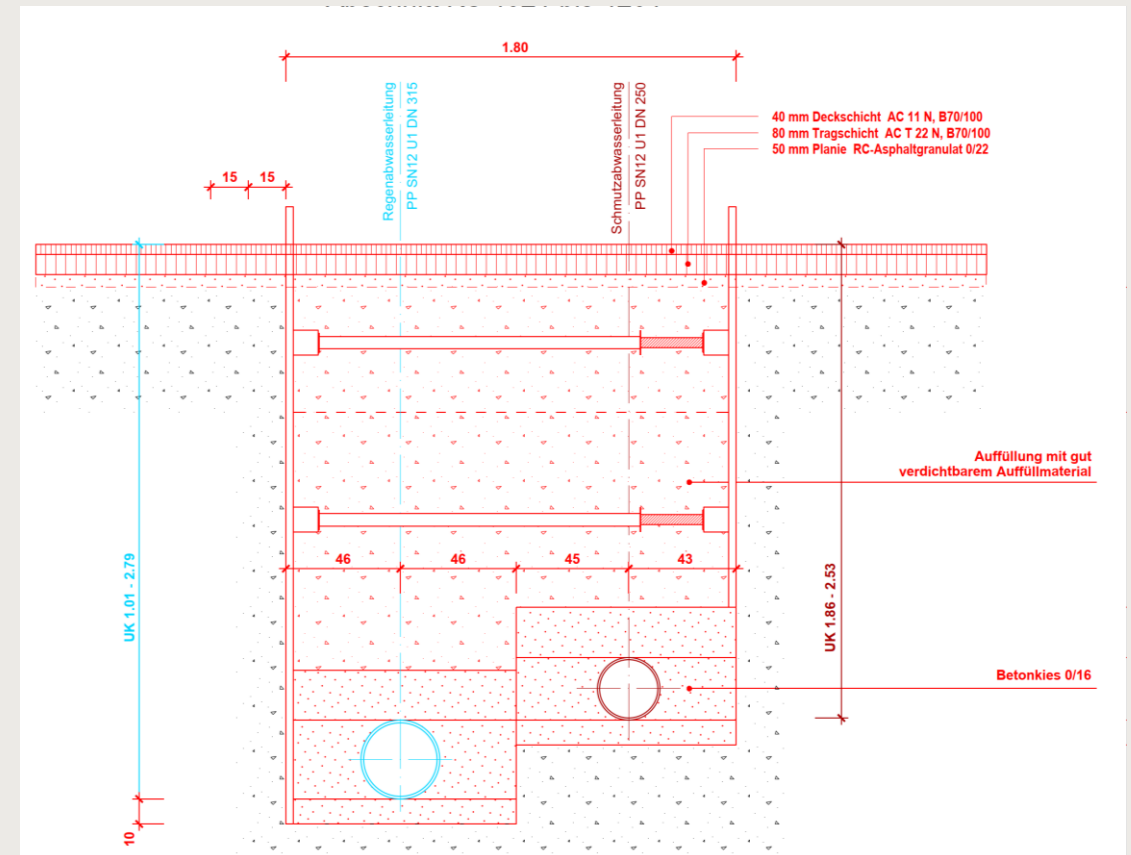 1.80
Regenabwasserleitung
PP SN12 U1 DN 315
Schmutzabwasserleitung
PP SN12 U1 DN 250
40 mm Deckschicht AC 11 N, B70/100
80 mm Tragschicht AC T 22 N, B70/100
50 mm Planie RC-Asphaltgranulat 0/22
15 15
Auffüllung mit gut
verdichtbarem Auffüllmaterial
46 46 45 43
UK 1.01 - 2.79
UK 1.86 - 2.53
Betonkies 0/16
10